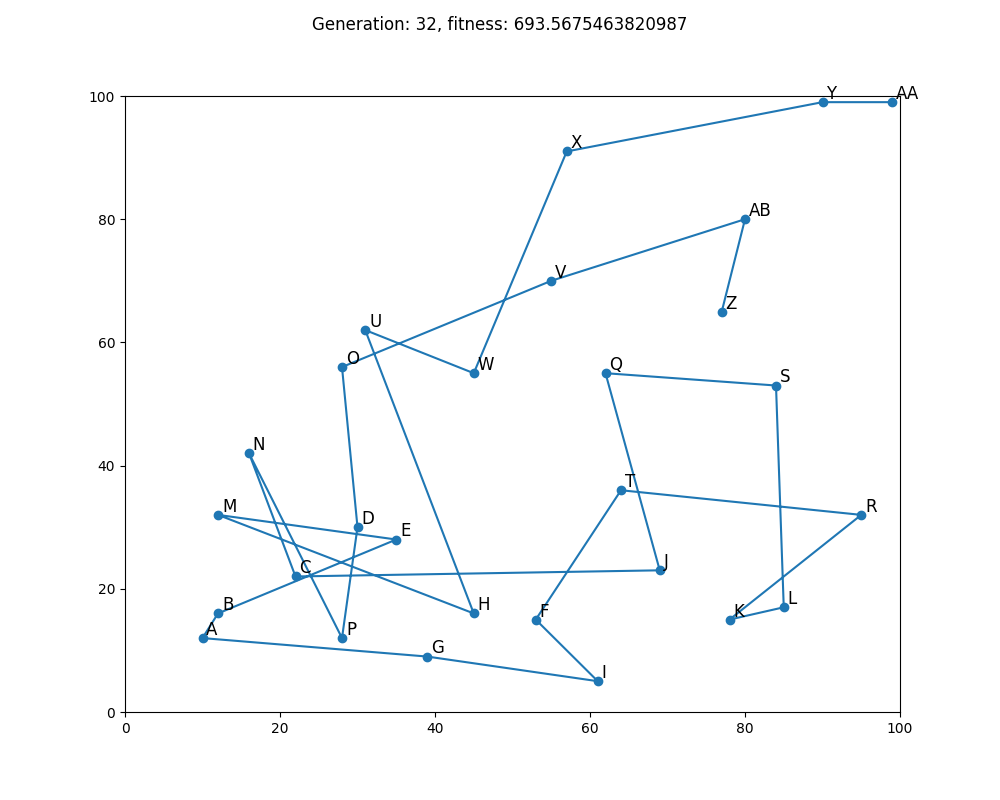 Generation: 32, fitness: 693.5675463820987
100
Y
AA
X
80
AB
V
Z
60
U
O
W
Q
S
40
N
T
M
R
D
E
20
C
J
B
H
L
A
P
F
K
G
I
0
0 20 40 60 80 100